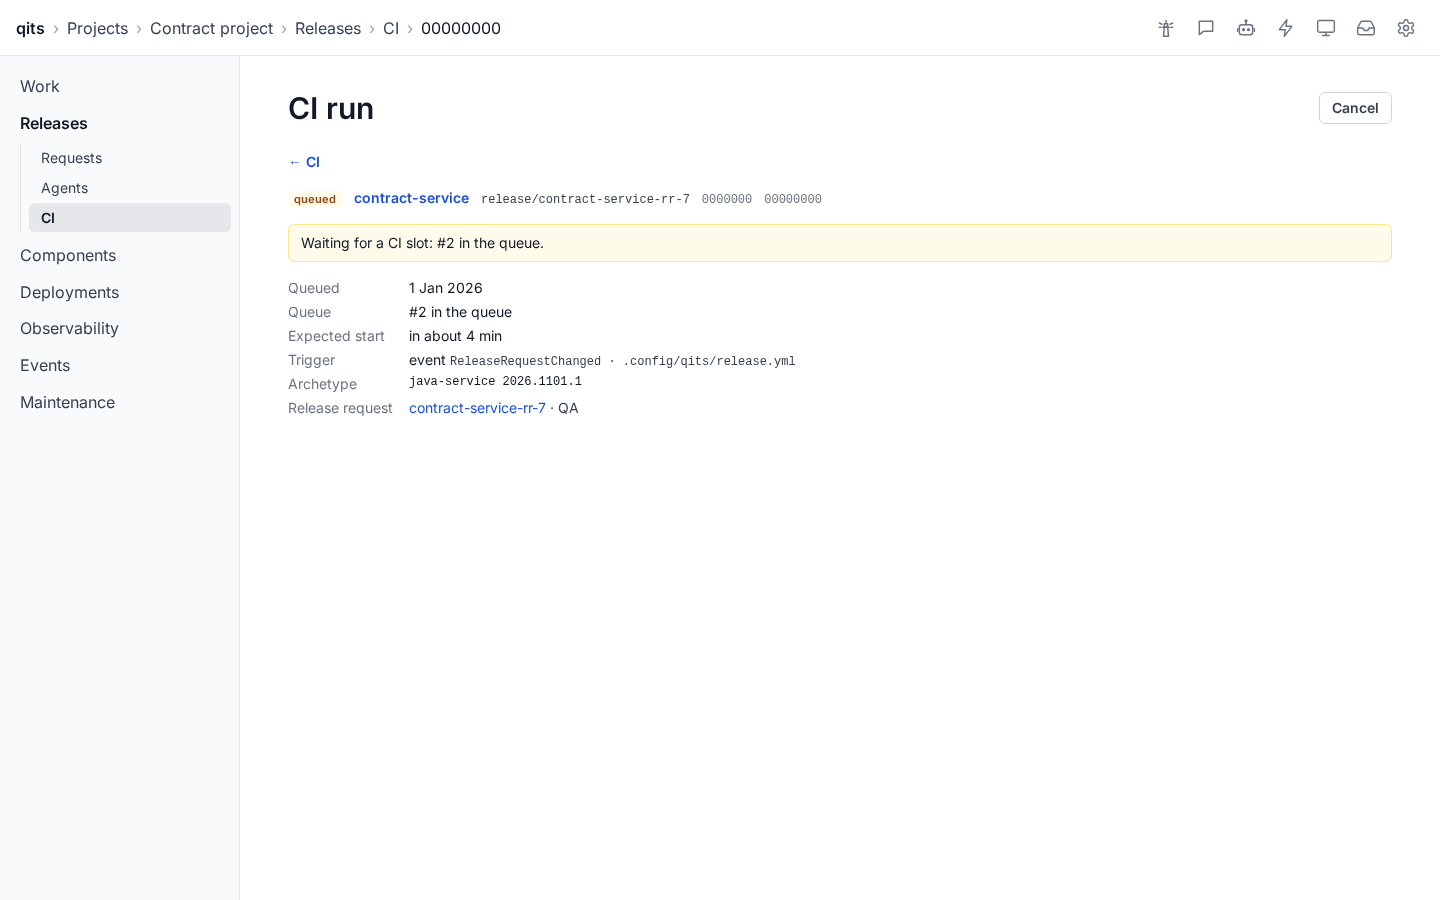 qits › Projects › Contract project › Releases › CI › 00000000
Work
Releases
Requests
Agents
CI
Components
Deployments
Observability
Events
Maintenance
CI run
Cancel
← CI
queued contract-service release/contract-service-rr-7 0000000 00000000
Waiting for a CI slot: #2 in the queue.
Queued 1 Jan 2026
Queue #2 in the queue
Expected start in about 4 min
Trigger event ReleaseRequestChanged · .config/qits/release.yml
Archetype java-service 2026.1101.1
Release request contract-service-rr-7 · QA